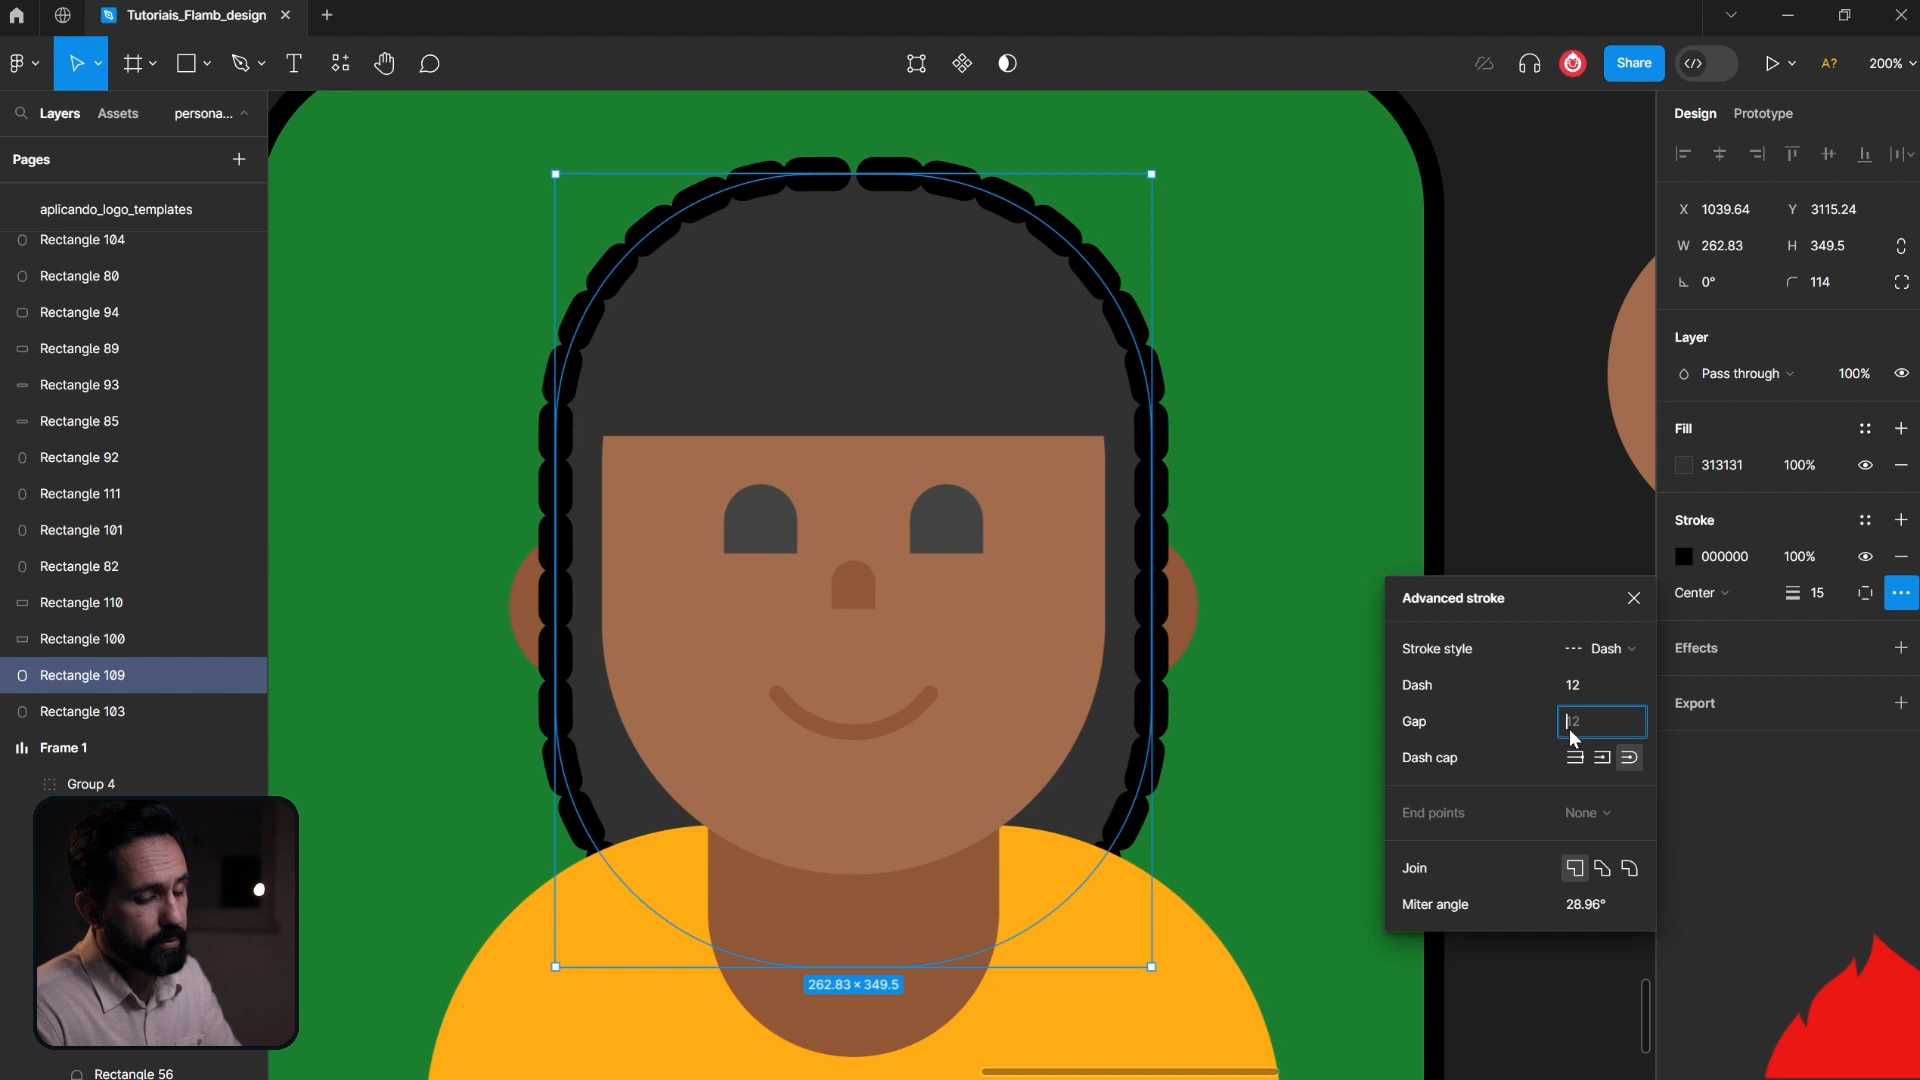 Tutoriais_Flamb_design
Share
A?
200%
Layers
Assets
persona...
Pages
aplicando_logo_templates
Rectangle 104
Rectangle 80
Rectangle 94
Rectangle 89
Rectangle 93
Rectangle 85
Rectangle 92
Rectangle 111
Rectangle 101
Rectangle 82
Rectangle 110
Rectangle 100
Rectangle 109
Rectangle 103
Frame 1
Group 4
Rectangle 56
262.83 × 349.5
Advanced stroke
Stroke style
Dash
Dash
12
Gap
12
Dash cap
End points
None
Join
Miter angle
28.96°
Design
Prototype
X 1039.64
Y 3115.24
W 262.83
H 349.5
0°
114
Layer
Pass through
100%
Fill
313131
100%
Stroke
000000
100%
Center
15
Effects
Export